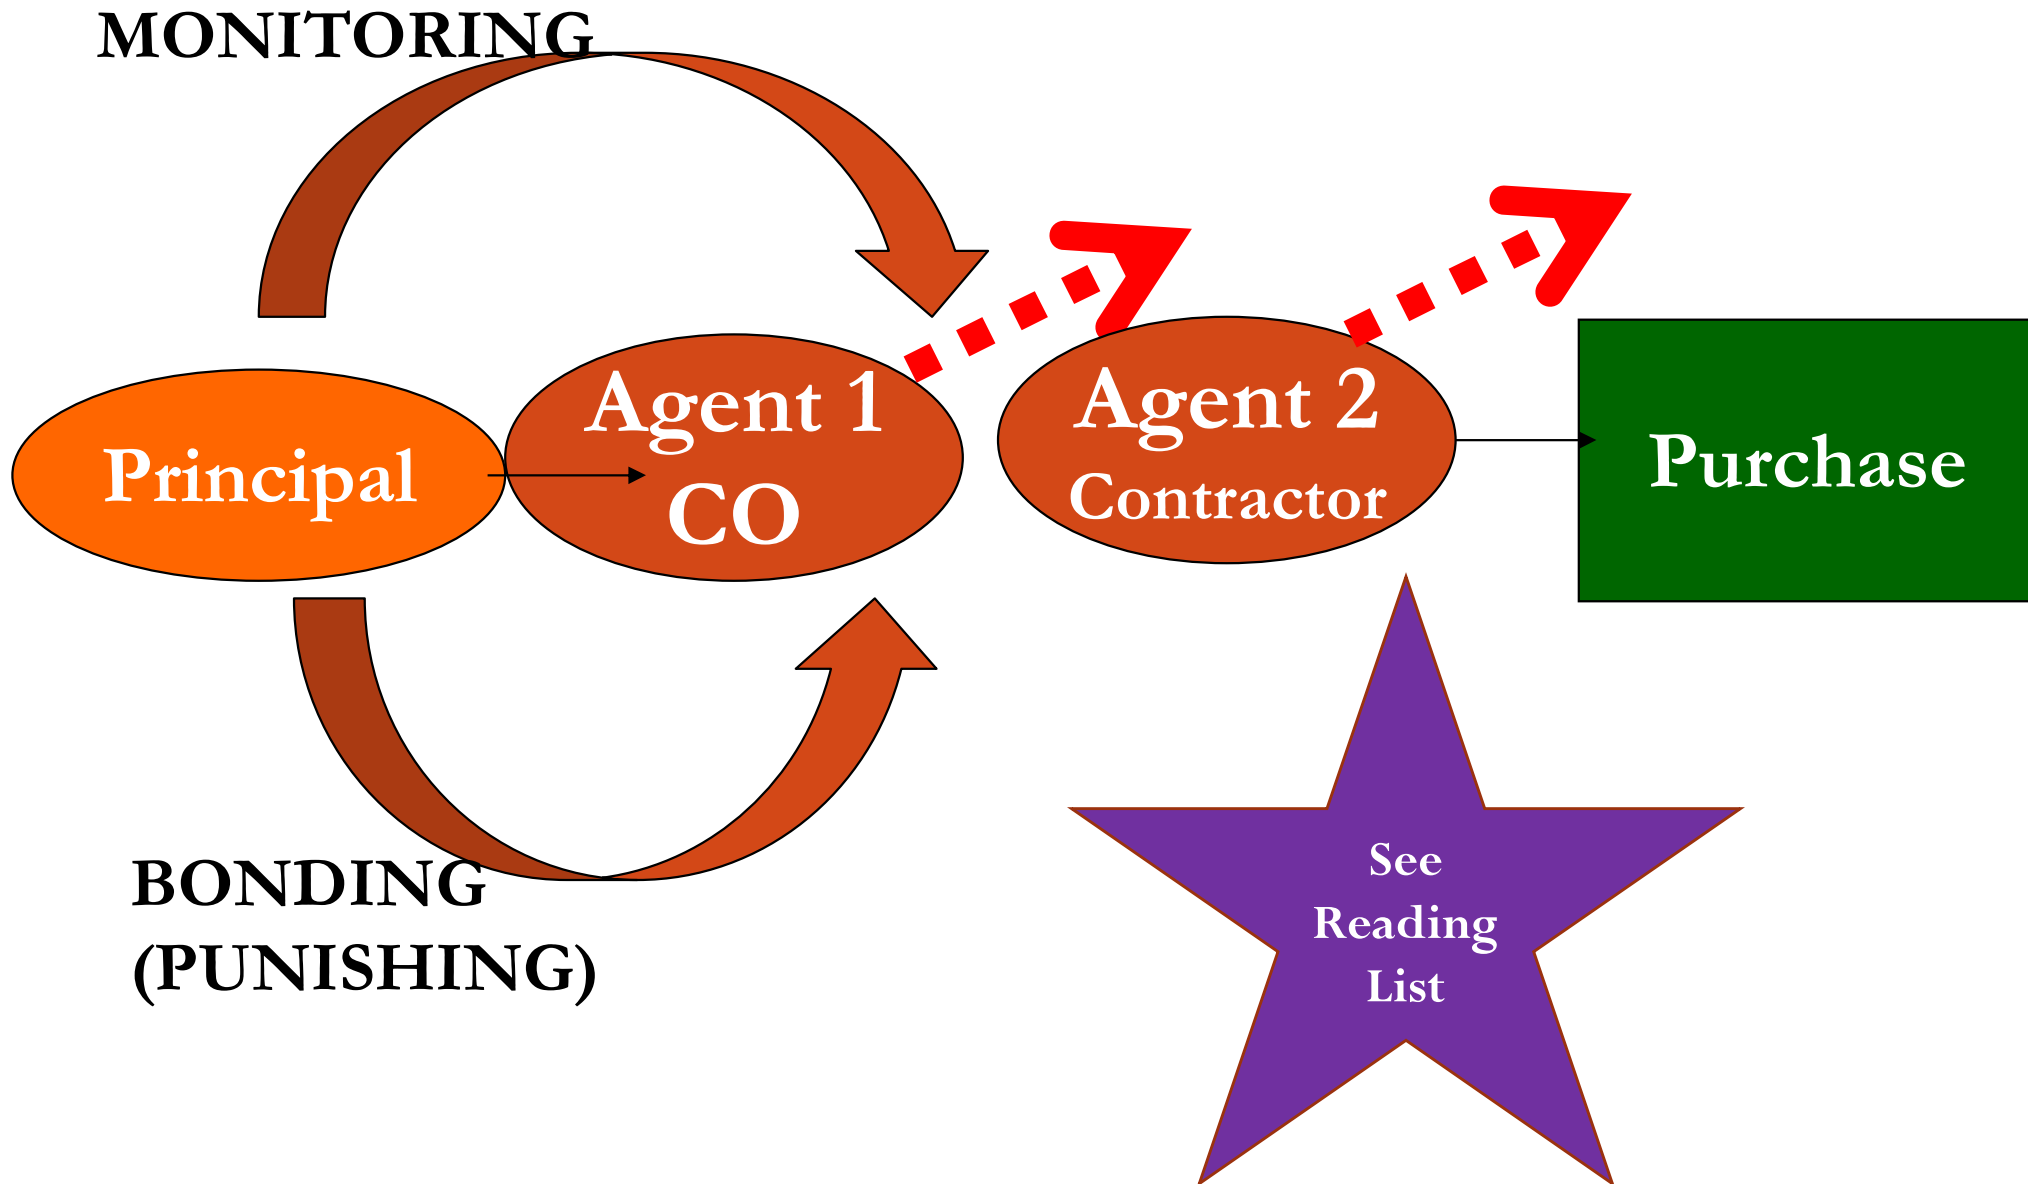 MONITORING
Principal
Agent 1
CO
Agent 2
Contractor
Purchase
BONDING
(PUNISHING)
See
Reading
List